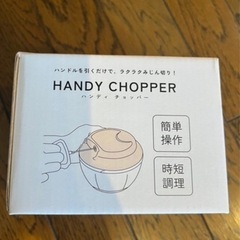 ハンドルを引くだけで、ラクラクみじん切り！
HANDY CHOPPER
ハンディ チョッパー
簡単
操作
時短
調理